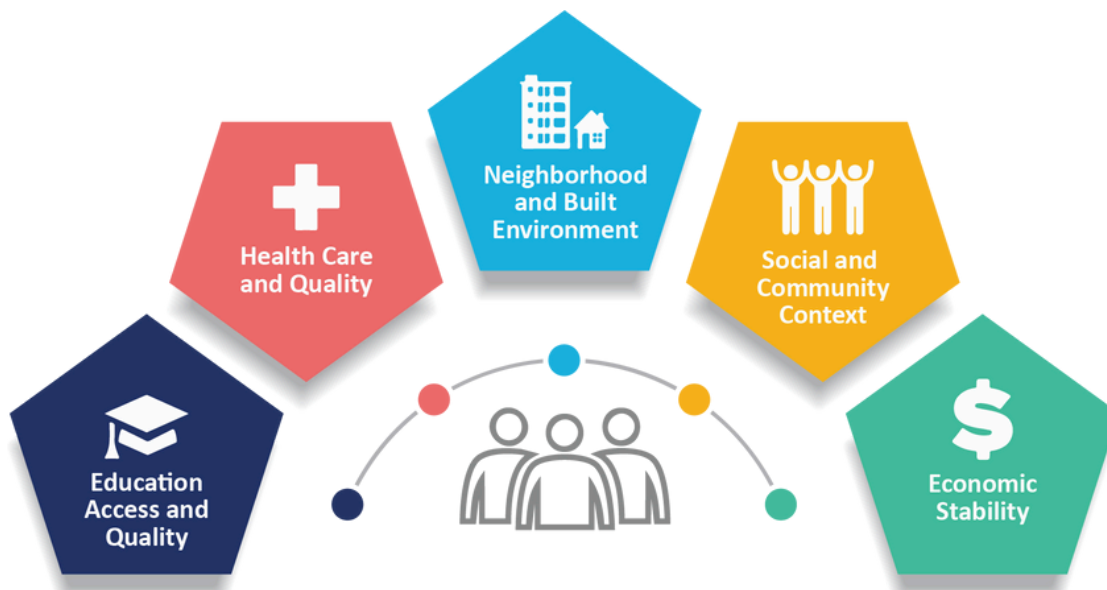 Education
Access and
Quality
Health Care
and Quality
Neighborhood
and Built
Environment
Social and
Community
Context
$
Economic
Stability